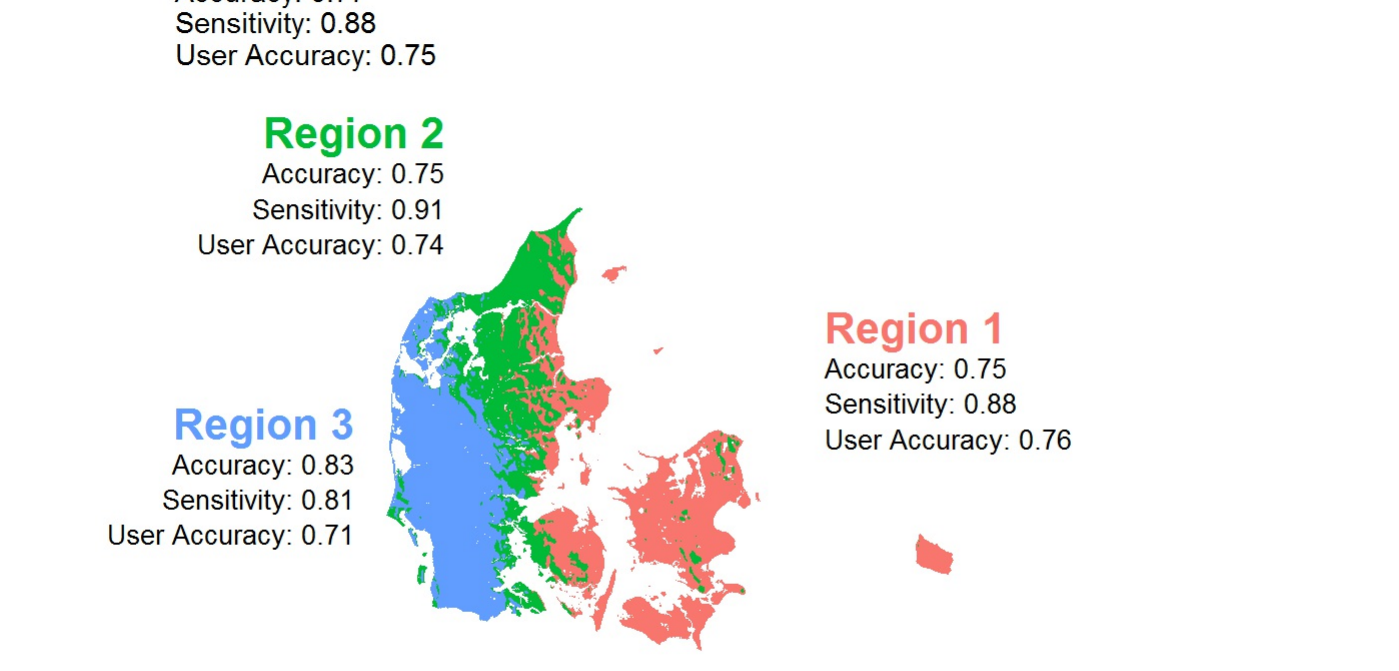 Sensitivity: 0.88
User Accuracy: 0.75
Region 2
Accuracy: 0.75
Sensitivity: 0.91
User Accuracy: 0.74
Region 1
Accuracy: 0.75
Sensitivity: 0.88
User Accuracy: 0.76
Region 3
Accuracy: 0.83
Sensitivity: 0.81
User Accuracy: 0.71